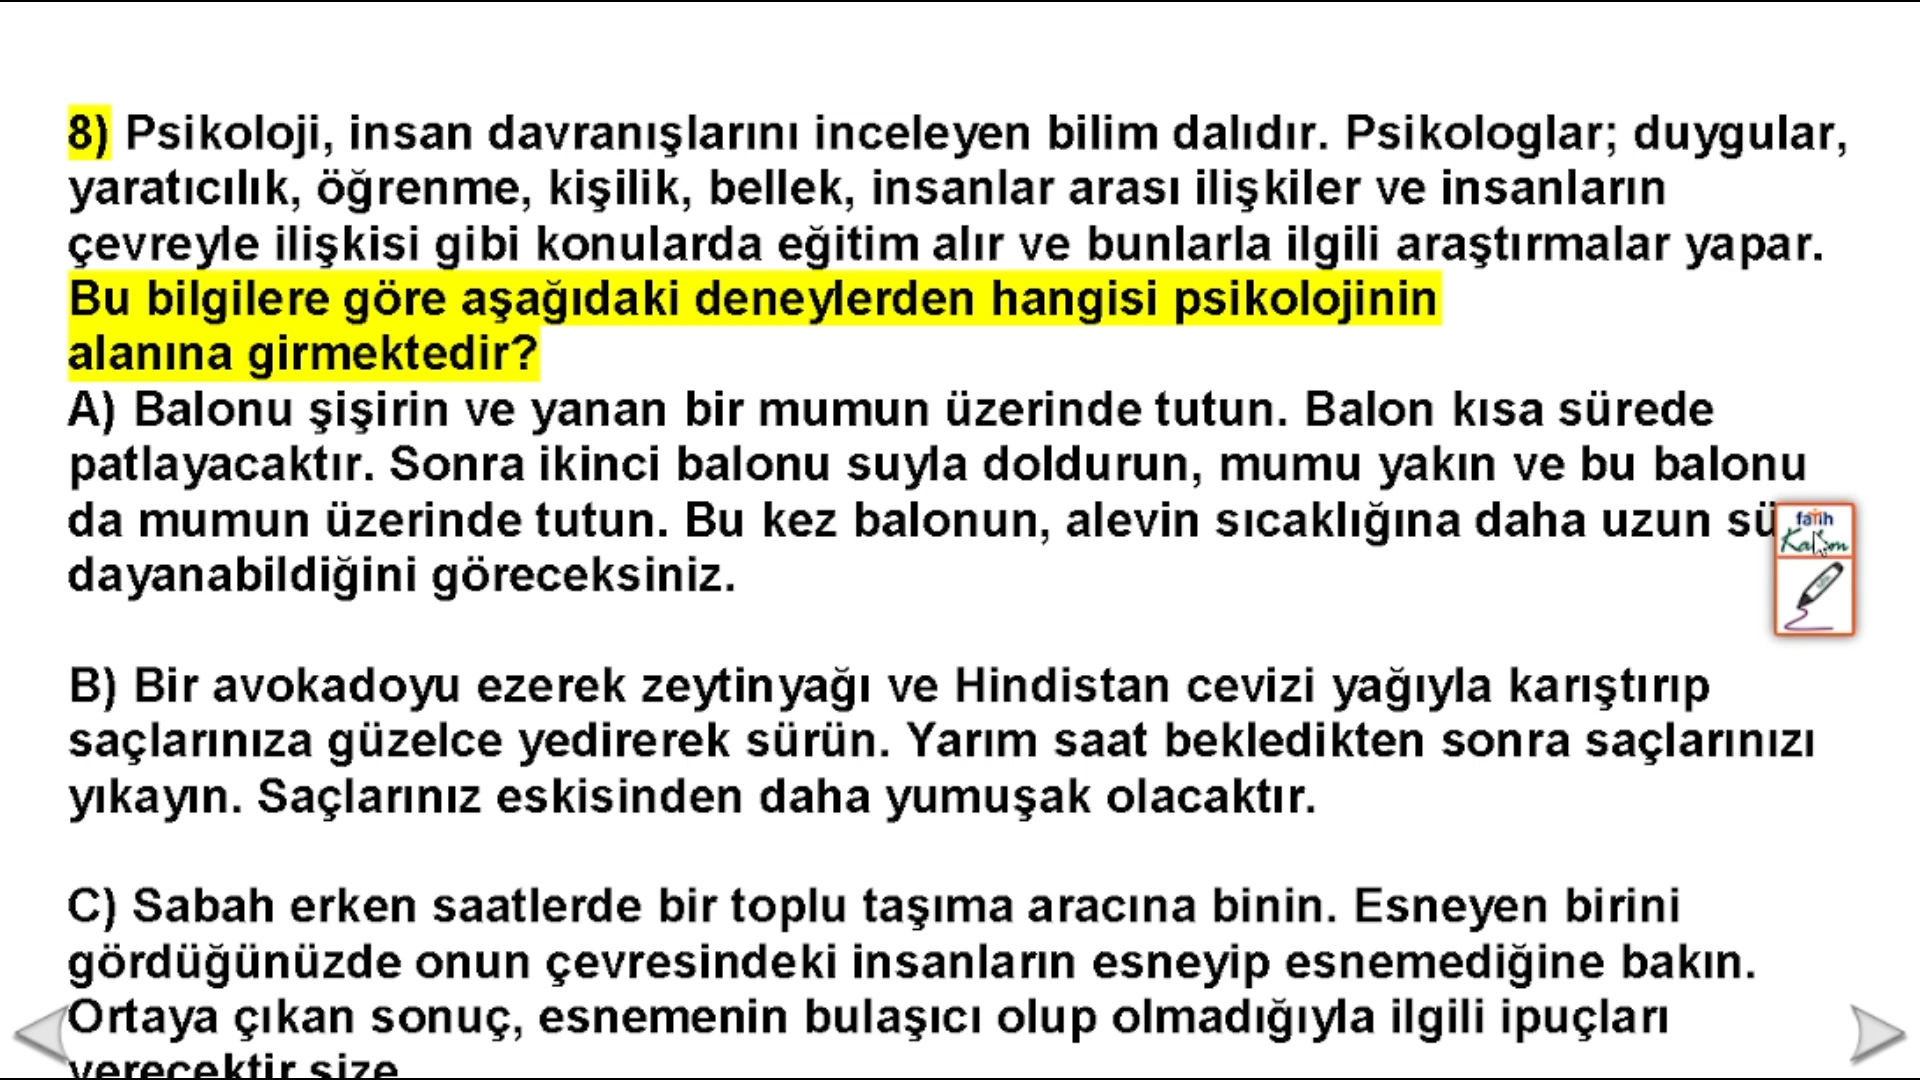 8) Psikoloji, insan davranışlarını inceleyen bilim dalıdır. Psikologlar; duygular,
yaratıcılık, öğrenme, kişilik, bellek, insanlar arası ilişkiler ve insanların
çevreyle ilişkisi gibi konularda eğitim alır ve bunlarla ilgili araştırmalar yapar.
Bu bilgilere göre aşağıdaki deneylerden hangisi psikolojinin
alanına girmektedir?
A) Balonu şişirin ve yanan bir mumun üzerinde tutun. Balon kısa sürede
patlayacaktır. Sonra ikinci balonu suyla doldurun, mumu yakın ve bu balonu
da mumun üzerinde tutun. Bu kez balonun, alevin sıcaklığına daha uzun sü
fatih
Kalem
dayanabildiğini göreceksiniz.
B) Bir avokadoyu ezerek zeytinyağı ve Hindistan cevizi yağıyla karıştırıp
saçlarınıza güzelce yedirerek sürün. Yarım saat bekledikten sonra saçlarınızı
yıkayın. Saçlarınız eskisinden daha yumuşak olacaktır.
C) Sabah erken saatlerde bir toplu taşıma aracına binin. Esneyen birini
gördüğünüzde onun çevresindeki insanların esneyip esnemediğine bakın.
Ortaya çıkan sonuç, esnemenin bulaşıcı olup olmadığıyla ilgili ipuçları
verecektir size.